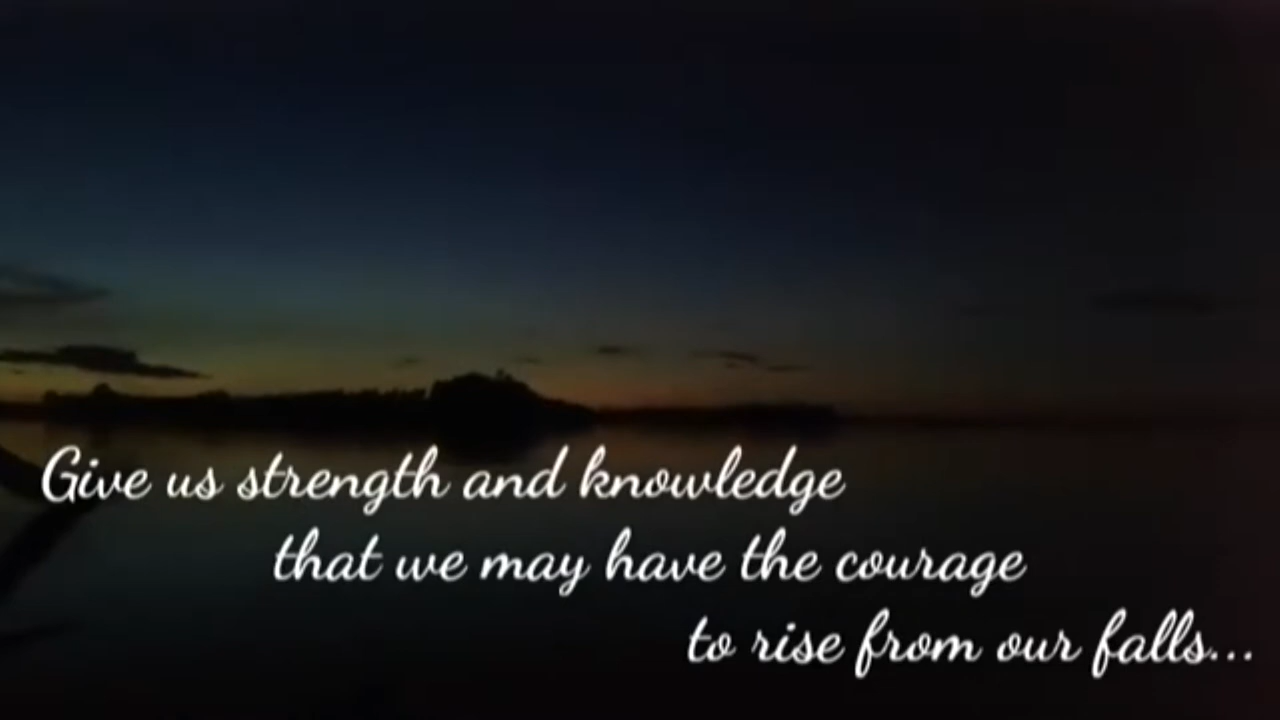 Give us strength and knowledge
that we may have the courage
to rise from our falls...